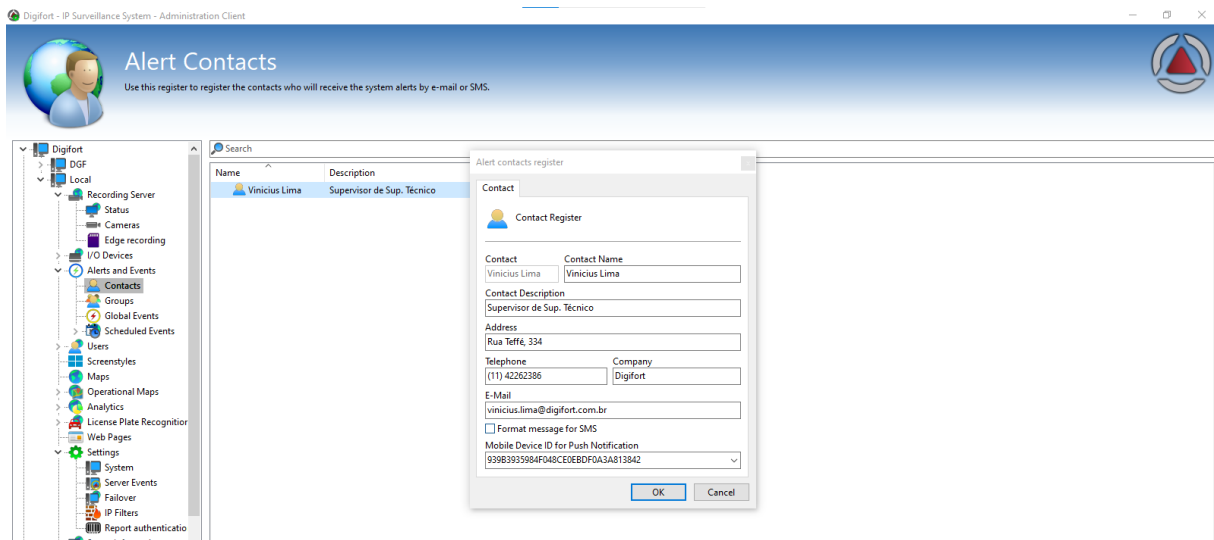 Digifort - IP Surveillance System - Administration Client
Alert Contacts
Use this register to register the contacts who will receive the system alerts by e-mail or SMS.
Digifort
DGF
Local
Recording Server
Status
Cameras
Edge recording
I/O Devices
Alerts and Events
Contacts
Groups
Global Events
Scheduled Events
Users
Screenstyles
Maps
Operational Maps
Analytics
License Plate Recognition
Web Pages
Settings
System
Server Events
Failover
IP Filters
Report authenticatio
Search
Name Description
Vinicius Lima Supervisor de Sup. Técnico
Alert contacts register
Contact
Contact Register
Contact Contact Name
Vinicius Lima Vinicius Lima
Contact Description
Supervisor de Sup. Técnico
Address
Rua Teffé, 334
Telephone Company
(11) 42262386 Digifort
E-Mail
vinicius.lima@digifort.com.br
Format message for SMS
Mobile Device ID for Push Notification
939B3935984F048CE0EBDF0A3A813842
OK Cancel